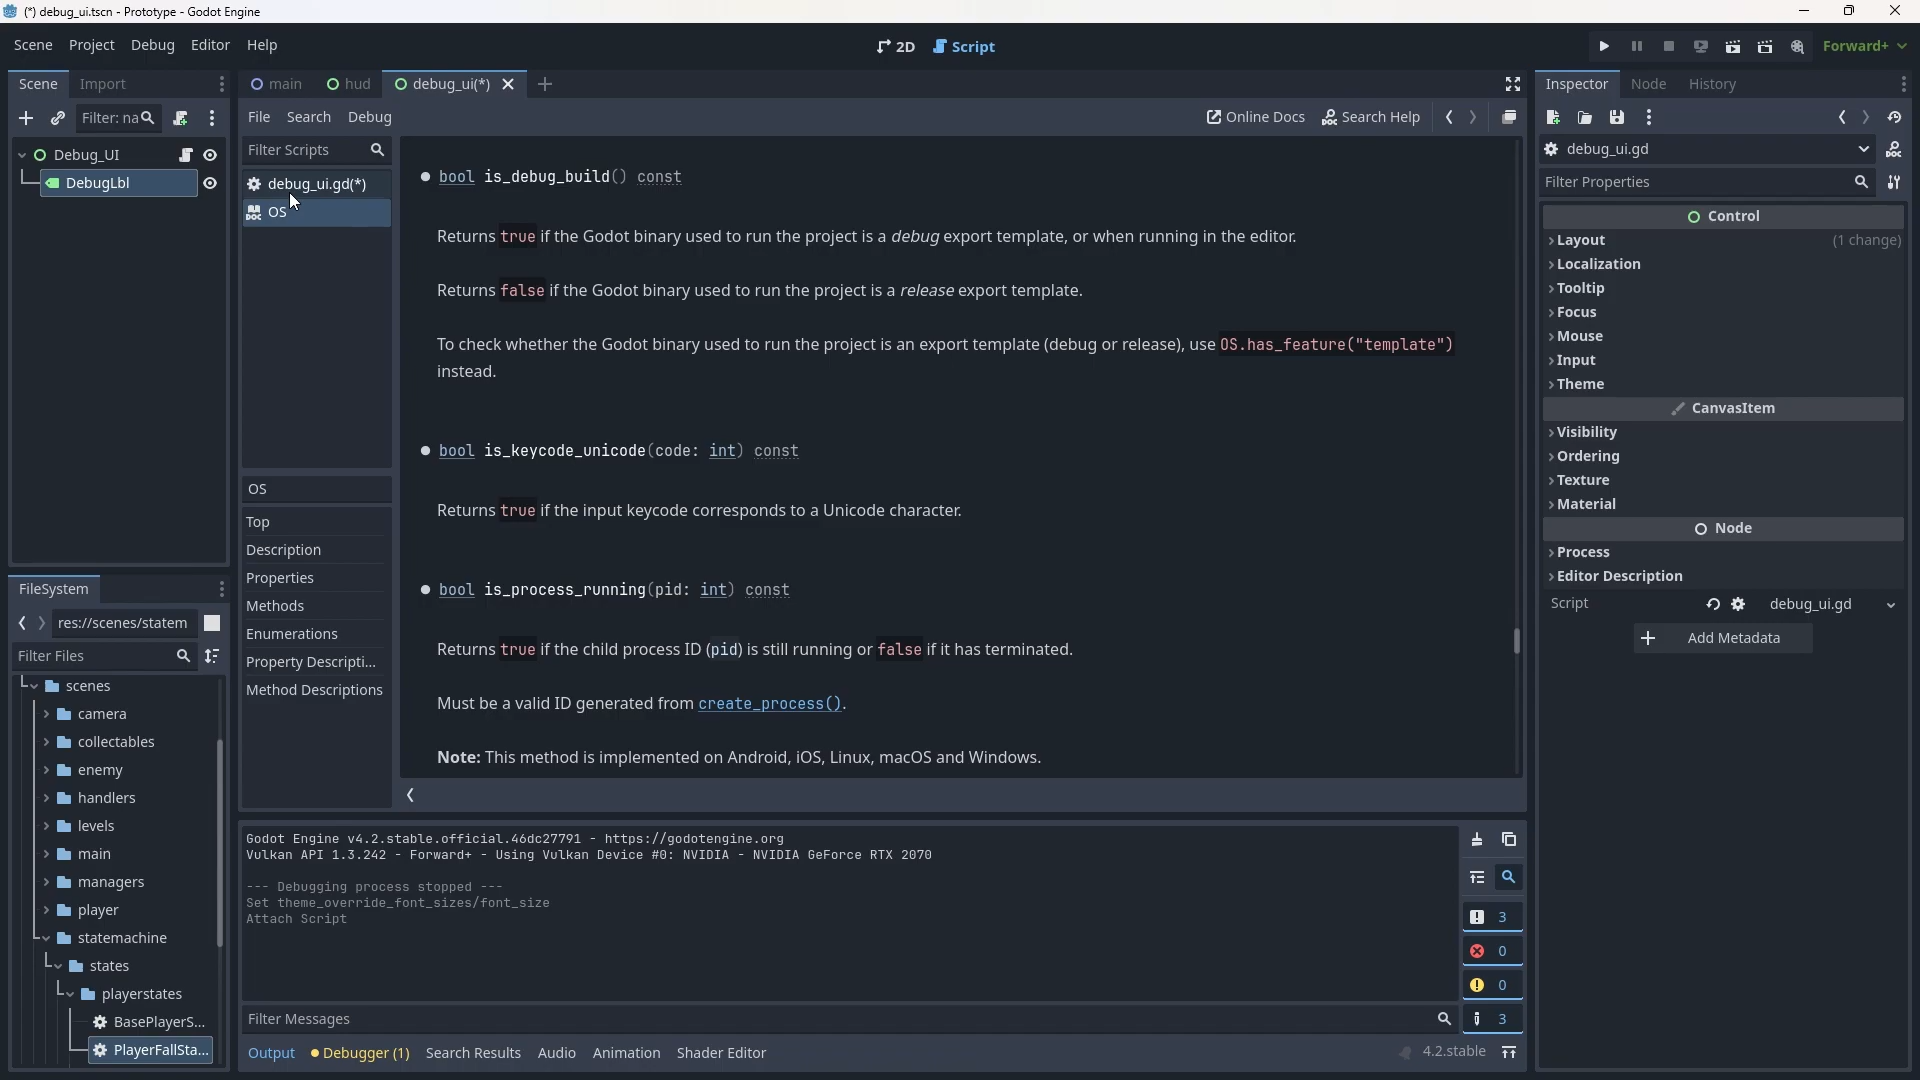 (*) debug_ui.tscn - Prototype - Godot Engine
Scene Project Debug Editor Help
2D Script
Forward+
Scene Import
main hud debug_ui(*)
Inspector Node History
Filter: na
File Search Debug
Online Docs Search Help
Filter Scripts
debug_ui.gd
Debug_UI
DebugLbl
debug_ui.gd(*)
OS
Filter Properties
bool is_debug_build() const
Returns true if the Godot binary used to run the project is a debug export template, or when running in the editor.
Returns false if the Godot binary used to run the project is a release export template.
To check whether the Godot binary used to run the project is an export template (debug or release), use OS.has_feature("template")
instead.
bool is_keycode_unicode(code: int) const
Returns true if the input keycode corresponds to a Unicode character.
bool is_process_running(pid: int) const
Returns true if the child process ID (pid) is still running or false if it has terminated.
Must be a valid ID generated from create_process().
Note: This method is implemented on Android, iOS, Linux, macOS and Windows.
OS
Top
Description
Properties
Methods
Enumerations
Property Descripti...
Method Descriptions
Control
Layout (1 change)
Localization
Tooltip
Focus
Mouse
Input
Theme
CanvasItem
Visibility
Ordering
Texture
Material
Node
Process
Editor Description
Script debug_ui.gd
Add Metadata
FileSystem
res://scenes/statem
Filter Files
scenes
camera
collectables
enemy
handlers
levels
main
managers
player
statemachine
states
playerstates
BasePlayerS...
PlayerFallSta...
Godot Engine v4.2.stable.official.46dc27791 - https://godotengine.org
Vulkan API 1.3.242 - Forward+ - Using Vulkan Device #0: NVIDIA - NVIDIA GeForce RTX 2070
--- Debugging process stopped ---
Set theme_override_font_sizes/font_size
Attach Script
3
0
0
3
Filter Messages
Output Debugger (1) Search Results Audio Animation Shader Editor
4.2.stable